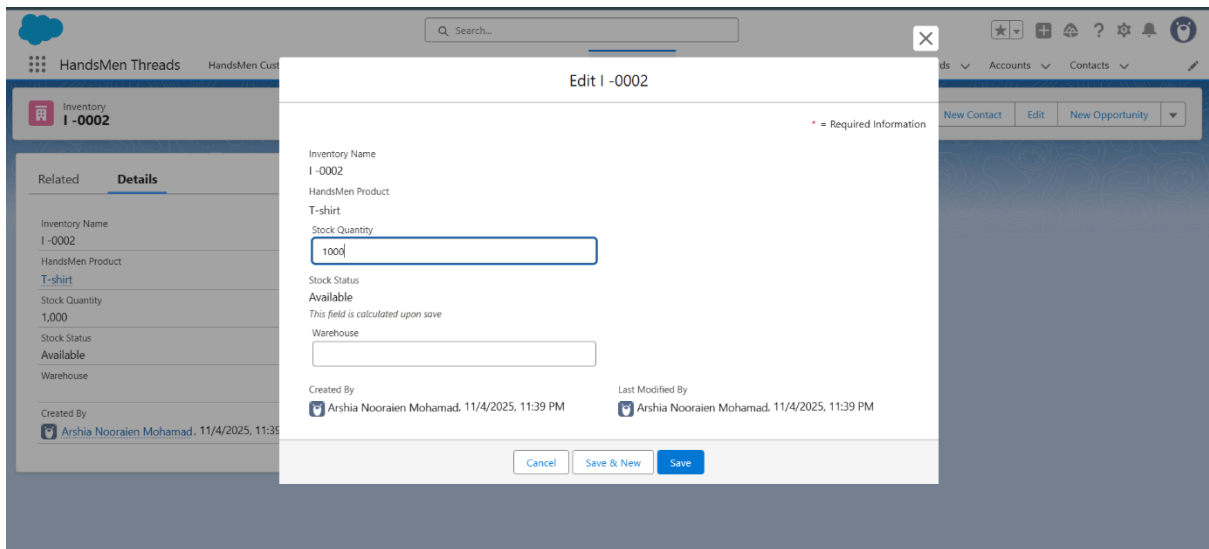 Search...
HandsMen Threads HandsMen Cust ds Accounts Contacts
Edit I -0002
Inventory
I -0002
New Contact Edit New Opportunity
* = Required Information
Related Details
Inventory Name
I -0002
HandsMen Product
T-shirt
Stock Quantity
1,000
Stock Status
Available
Warehouse
Created By
Arshia Nooraien Mohamad, 11/4/2025, 11:39
Inventory Name
I -0002
HandsMen Product
T-shirt
Stock Quantity
1000
Stock Status
Available
This field is calculated upon save
Warehouse
Created By Last Modified By
Arshia Nooraien Mohamad, 11/4/2025, 11:39 PM Arshia Nooraien Mohamad, 11/4/2025, 11:39 PM
Cancel Save & New Save